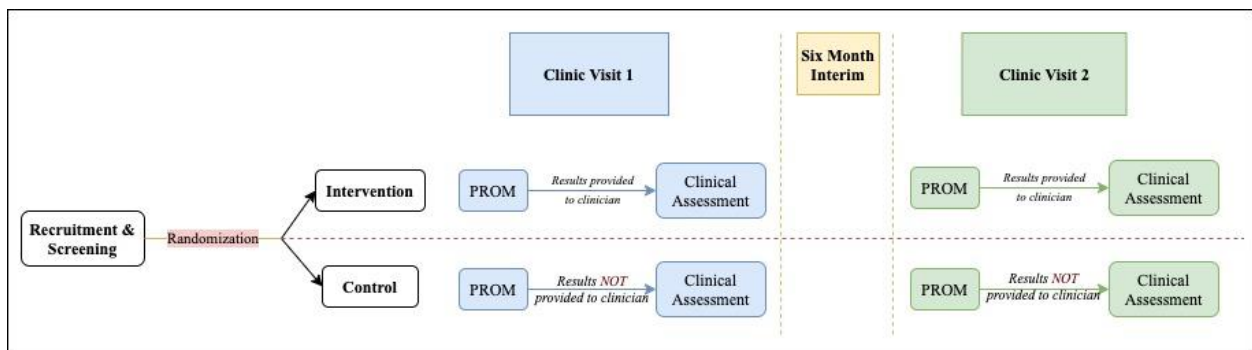 Clinic Visit 1
Six Month
Interim
Clinic Visit 2
Recruitment &
Screening
Randomization
Intervention
PROM
Results provided
to clinician
Clinical
Assessment
PROM
Results provided
to clinician
Clinical
Assessment
Control
PROM
Results NOT
provided to clinician
Clinical
Assessment
PROM
Results NOT
provided to clinician
Clinical
Assessment